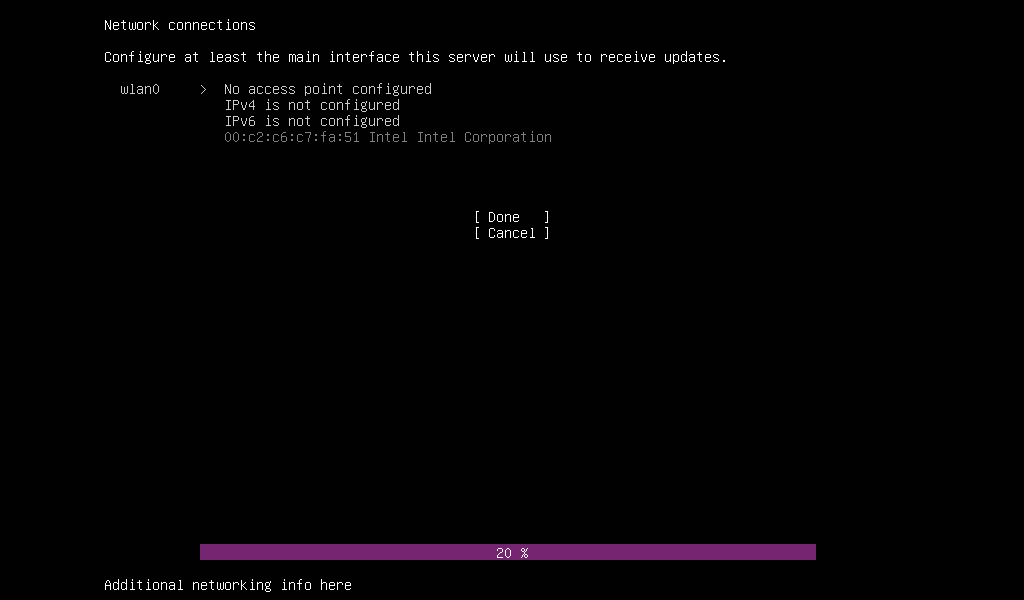 Network connections
Configure at least the main interface this server will use to receive updates.
wlan0 > No access point configured
IPv4 is not configured
IPv6 is not configured
00:c2:c6:c7:fa:51 Intel Intel Corporation
[ Done ]
[ Cancel ]
20 %
Additional networking info here